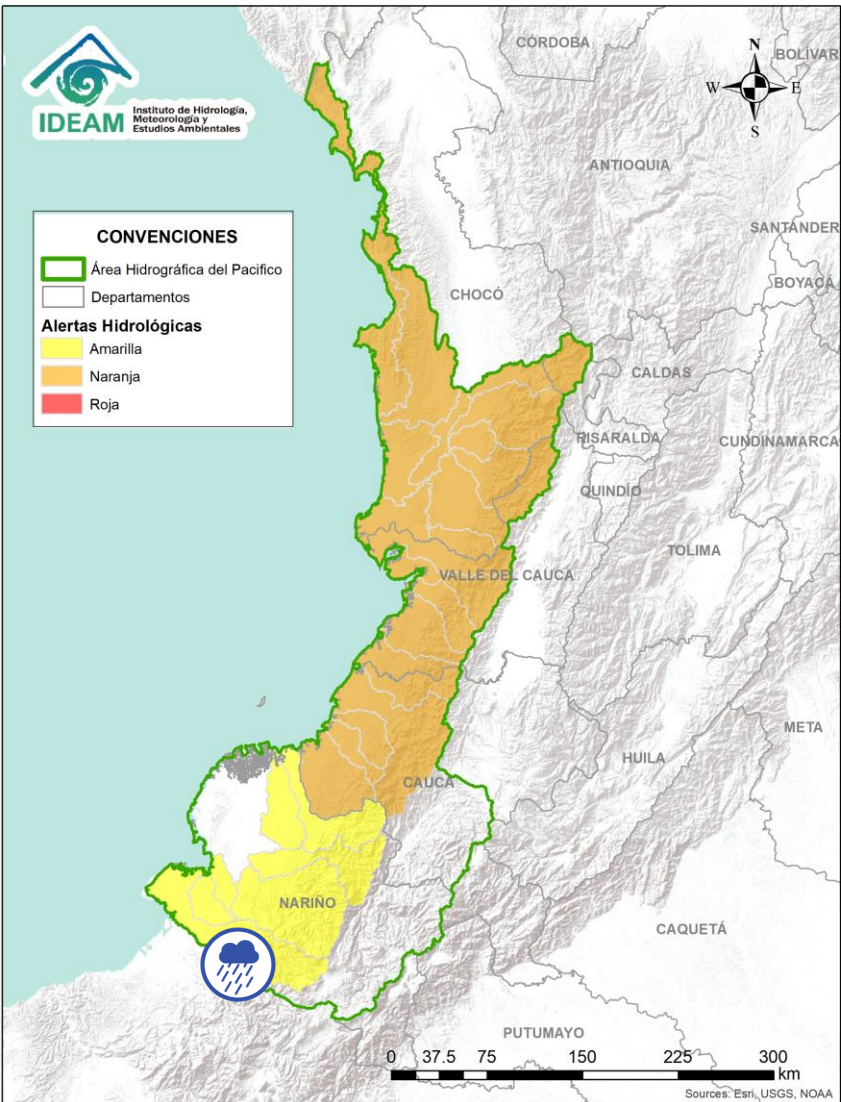 IDEAM
Instituto de Hidrología,
Meteorología y
Estudios Ambientales
N
W E
S
CÓRDOBA
BOLÍVAR
ANTIOQUIA
SANTANDER
BOYACÁ
CHOCÓ
CONVENCIONES
Área Hidrográfica del Pacifico
Departamentos
Alertas Hidrológicas
Amarilla
Naranja
Roja
CALDAS
RISARALDA
CUNDINAMARCA
QUINDÍO
TOLIMA
VALLE DEL CAUCA
META
HUILA
CAUCA
NARIÑO
CAQUETÁ
PUTUMAYO
0 37.5 75 150 225 300
km
Sources: Esri, USGS, NOAA